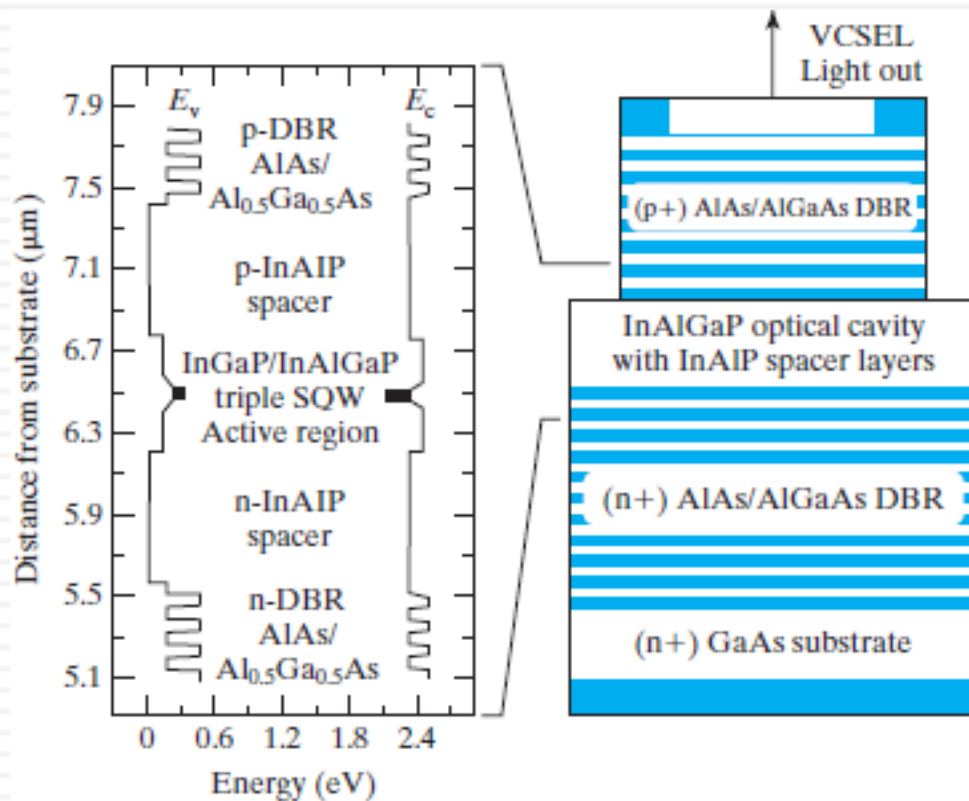 VCSEL
Light out
Distance from substrate (μm)
7.9
7.5
7.1
6.7
6.3
5.9
5.5
5.1
Eᵥ
E꜀
p-DBR
AlAs/
Al₀.₅Ga₀.₅As
p-InAIP
spacer
InGaP/InAlGaP
triple SQW
Active region
n-InAIP
spacer
n-DBR
AlAs/
Al₀.₅Ga₀.₅As
0 0.6 1.2 1.8 2.4
Energy (eV)
(p+) AlAs/AlGaAs DBR
InAlGaP optical cavity
with InAlP spacer layers
(n+) AlAs/AlGaAs DBR
(n+) GaAs substrate